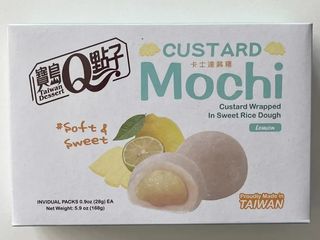 寶島Q點子
Taiwan
Dessert
CUSTARD
卡士達麻糬
Mochi
Custard Wrapped
In Sweet Rice Dough
Lemon
#Soft &
Sweet
Proudly Made in
TAIWAN
INVIDUAL PACKS 0.9oz (28g) EA
Net Weight: 5.9 oz (168g)